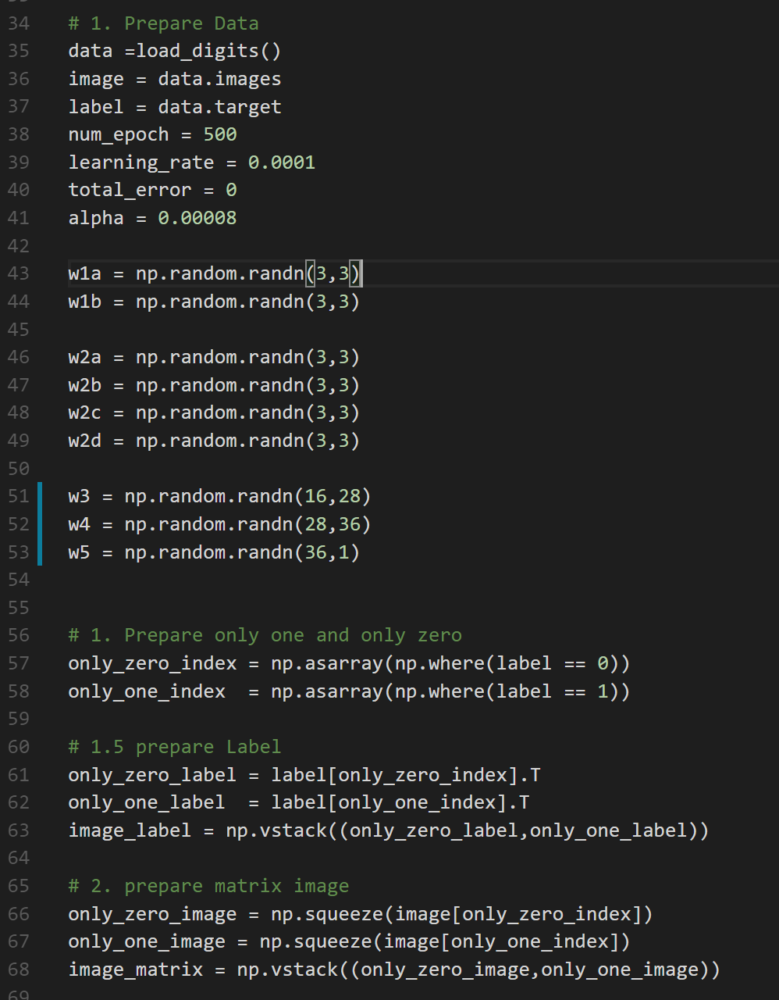 34 # 1. Prepare Data
35 data =load_digits()
36 image = data.images
37 label = data.target
38 num_epoch = 500
39 learning_rate = 0.0001
40 total_error = 0
41 alpha = 0.00008
42
43 w1a = np.random.randn(3,3)
44 w1b = np.random.randn(3,3)
45
46 w2a = np.random.randn(3,3)
47 w2b = np.random.randn(3,3)
48 w2c = np.random.randn(3,3)
49 w2d = np.random.randn(3,3)
50
51 w3 = np.random.randn(16,28)
52 w4 = np.random.randn(28,36)
53 w5 = np.random.randn(36,1)
54
55
56 # 1. Prepare only one and only zero
57 only_zero_index = np.asarray(np.where(label == 0))
58 only_one_index  = np.asarray(np.where(label == 1))
59
60 # 1.5 prepare Label
61 only_zero_label = label[only_zero_index].T
62 only_one_label  = label[only_one_index].T
63 image_label = np.vstack((only_zero_label,only_one_label))
64
65 # 2. prepare matrix image
66 only_zero_image = np.squeeze(image[only_zero_index])
67 only_one_image = np.squeeze(image[only_one_index])
68 image_matrix = np.vstack((only_zero_image,only_one_image))
69